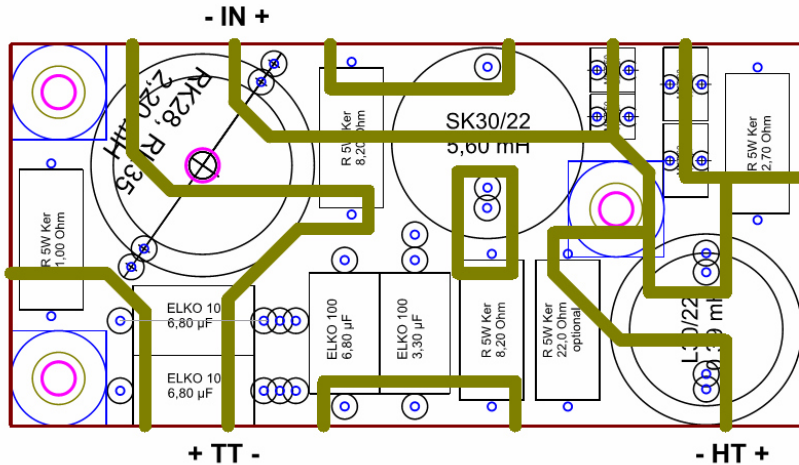 - IN +
RK28, R 35
2,20 mH
R 5W Ker
8,20 Ohm
SK30/22
5,60 mH
R 5W Ker
2,70 Ohm
R 5W Ker
1,00 Ohm
ELKO 10
6,80 µF
ELKO 10
6,80 µF
ELKO 100
6,80 µF
ELKO 100
3,30 µF
R 5W Ker
8,20 Ohm
R 5W Ker
22,0 Ohm
optional
L30/22
+ TT -
- HT +